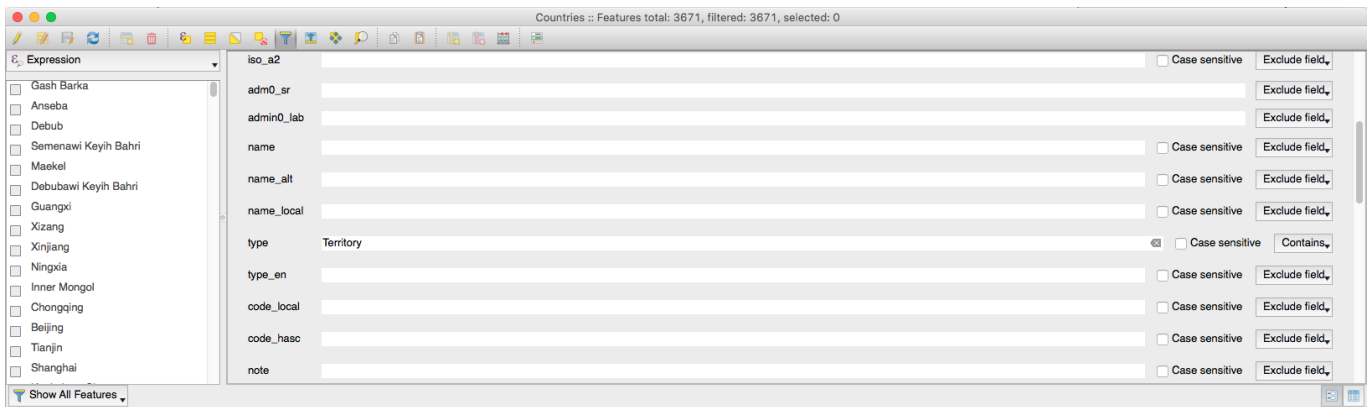 Countries :: Features total: 3671, filtered: 3671, selected: 0
Expression
Gash Barka
Anseba
Debub
Semenawi Keyih Bahri
Maekel
Debubawi Keyih Bahri
Guangxi
Xizang
Xinjiang
Ningxia
Inner Mongol
Chongqing
Beijing
Tianjin
Shanghai
iso_a2 Case sensitive Exclude field
adm0_sr Exclude field
admin0_lab Exclude field
name Case sensitive Exclude field
name_alt Case sensitive Exclude field
name_local Case sensitive Exclude field
type Territory Case sensitive Contains
type_en Case sensitive Exclude field
code_local Case sensitive Exclude field
code_hasc Case sensitive Exclude field
note Case sensitive Exclude field
Show All Features